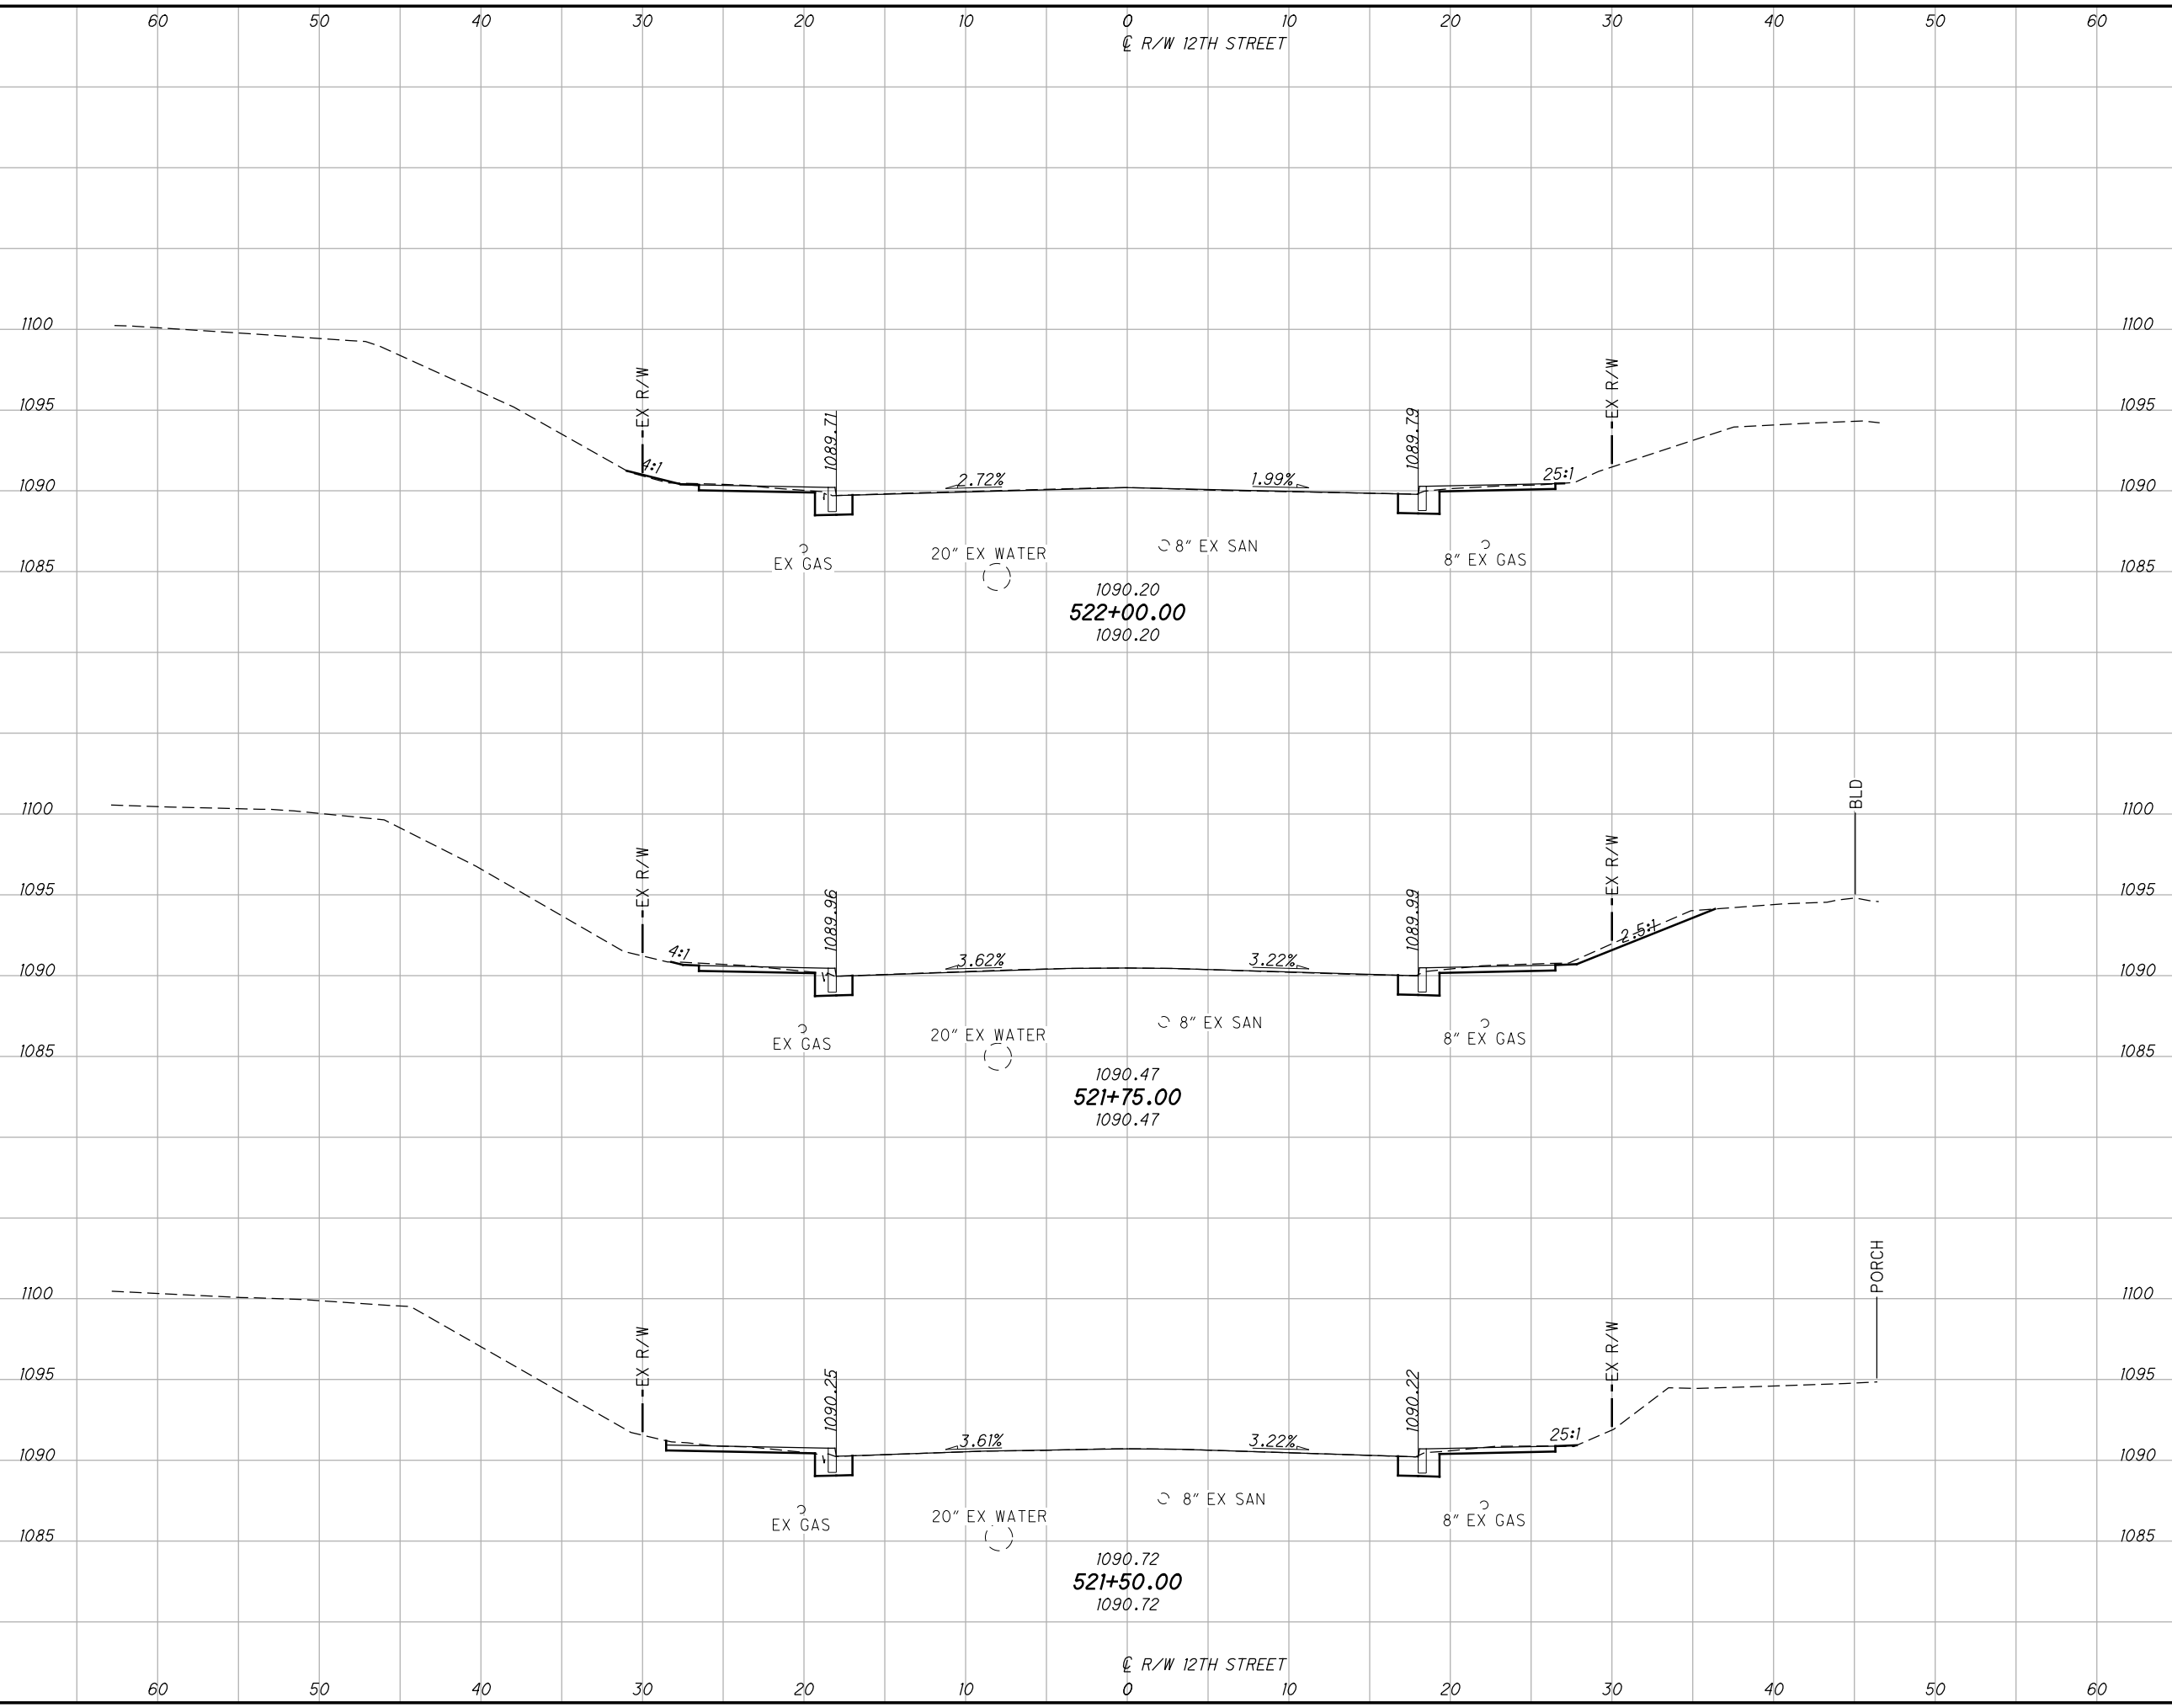 60 50 40 30 20 10 0 10 20 30 40 50 60
℄ R/W 12TH STREET
1100 1100
EX R/W EX R/W
1095 1095
1089.71 1089.79
4:1 2.72% 1.99% 25:1
1090 1090
EX GAS 20" EX WATER 8" EX SAN 8" EX GAS
1085 1085
1090.20
522+00.00
1090.20
BLD
1100 1100
EX R/W EX R/W
1095 1095
1089.96 1089.99
4:1 3.62% 3.22% 2.5:1
1090 1090
EX GAS 20" EX WATER 8" EX SAN 8" EX GAS
1085 1085
1090.47
521+75.00
1090.47
PORCH
1100 1100
EX R/W EX R/W
1095 1095
1090.25 1090.22
3.61% 3.22% 25:1
1090 1090
EX GAS 20" EX WATER 8" EX SAN 8" EX GAS
1085 1085
1090.72
521+50.00
1090.72
℄ R/W 12TH STREET
60 50 40 30 20 10 0 10 20 30 40 50 60